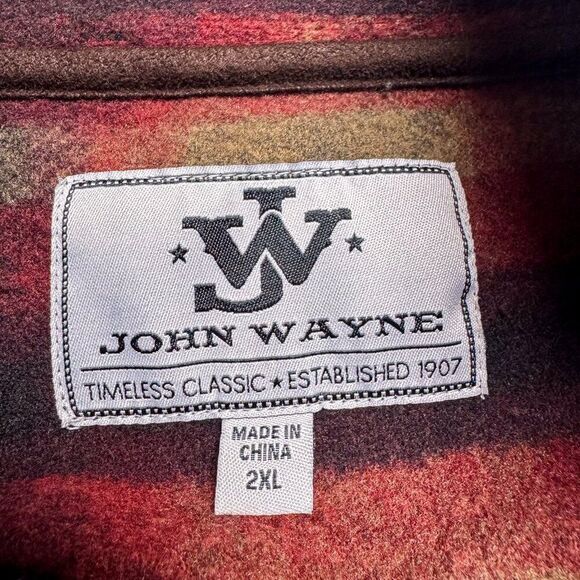 JW
JOHN WAYNE
TIMELESS CLASSIC ★ ESTABLISHED 1907
MADE IN
CHINA
2XL